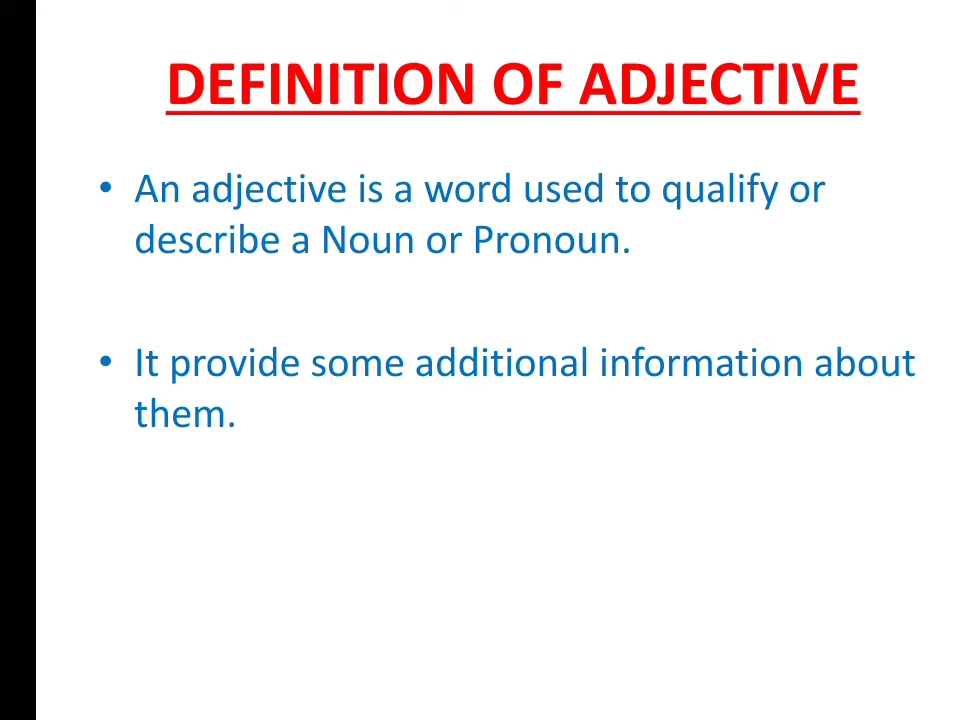 DEFINITION OF ADJECTIVE
• An adjective is a word used to qualify or
describe a Noun or Pronoun.
• It provide some additional information about
them.